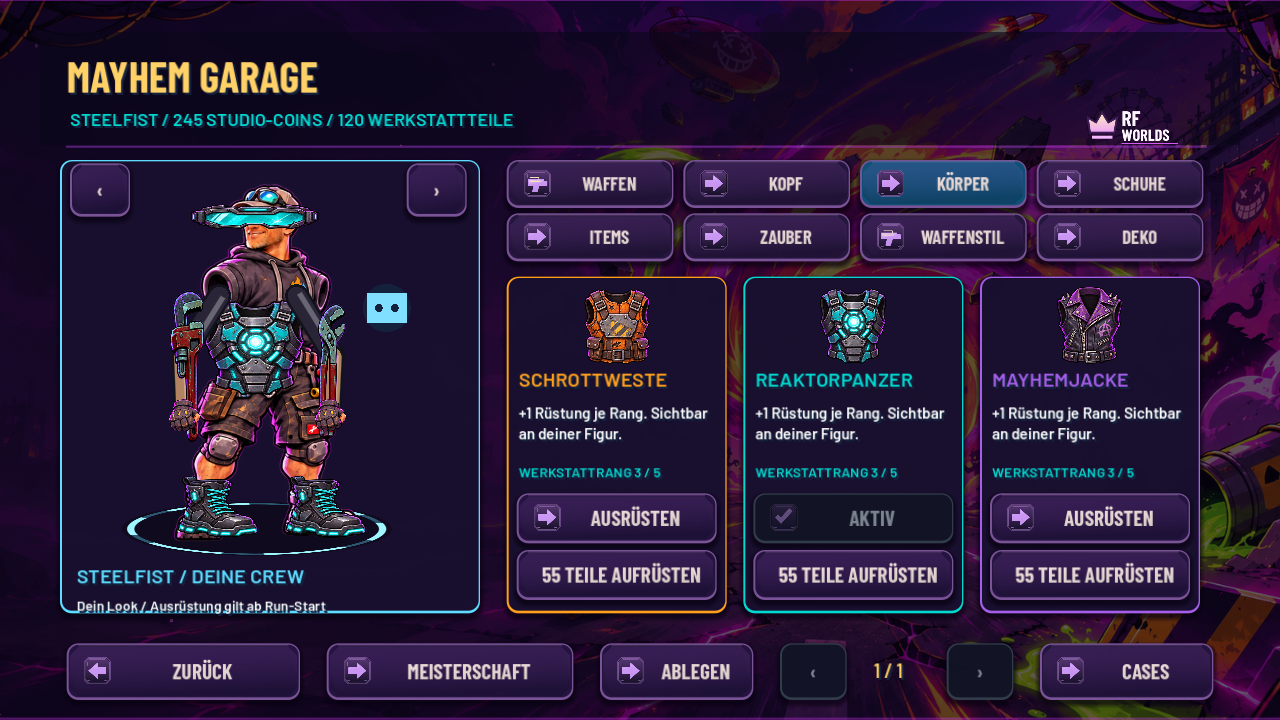 MAYHEM GARAGE
STEELFIST / 245 STUDIO-COINS / 120 WERKSTATTTEILE
RF
WORLDS
‹
›
WAFFEN
KOPF
KÖRPER
SCHUHE
ITEMS
ZAUBER
WAFFENSTIL
DEKO
SCHROTTWESTE
+1 Rüstung je Rang. Sichtbar
an deiner Figur.
WERKSTATTRANG 3 / 5
AUSRÜSTEN
55 TEILE AUFRÜSTEN
REAKTORPANZER
+1 Rüstung je Rang. Sichtbar
an deiner Figur.
WERKSTATTRANG 3 / 5
AKTIV
55 TEILE AUFRÜSTEN
MAYHEMJACKE
+1 Rüstung je Rang. Sichtbar
an deiner Figur.
WERKSTATTRANG 3 / 5
AUSRÜSTEN
55 TEILE AUFRÜSTEN
STEELFIST / DEINE CREW
Dein Look / Ausrüstung gilt ab Run-Start
ZURÜCK
MEISTERSCHAFT
ABLEGEN
‹
1 / 1
›
CASES